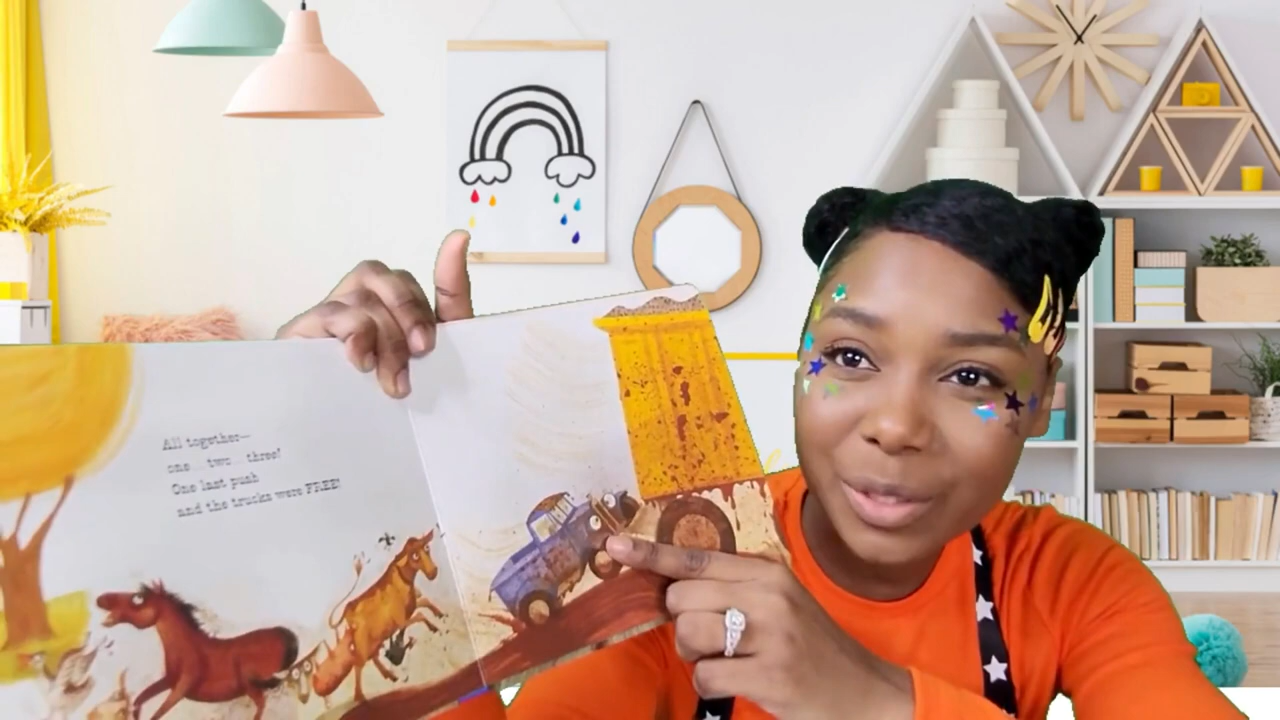 All together—
one... two... three!
One last push
and the trucks were FREE!